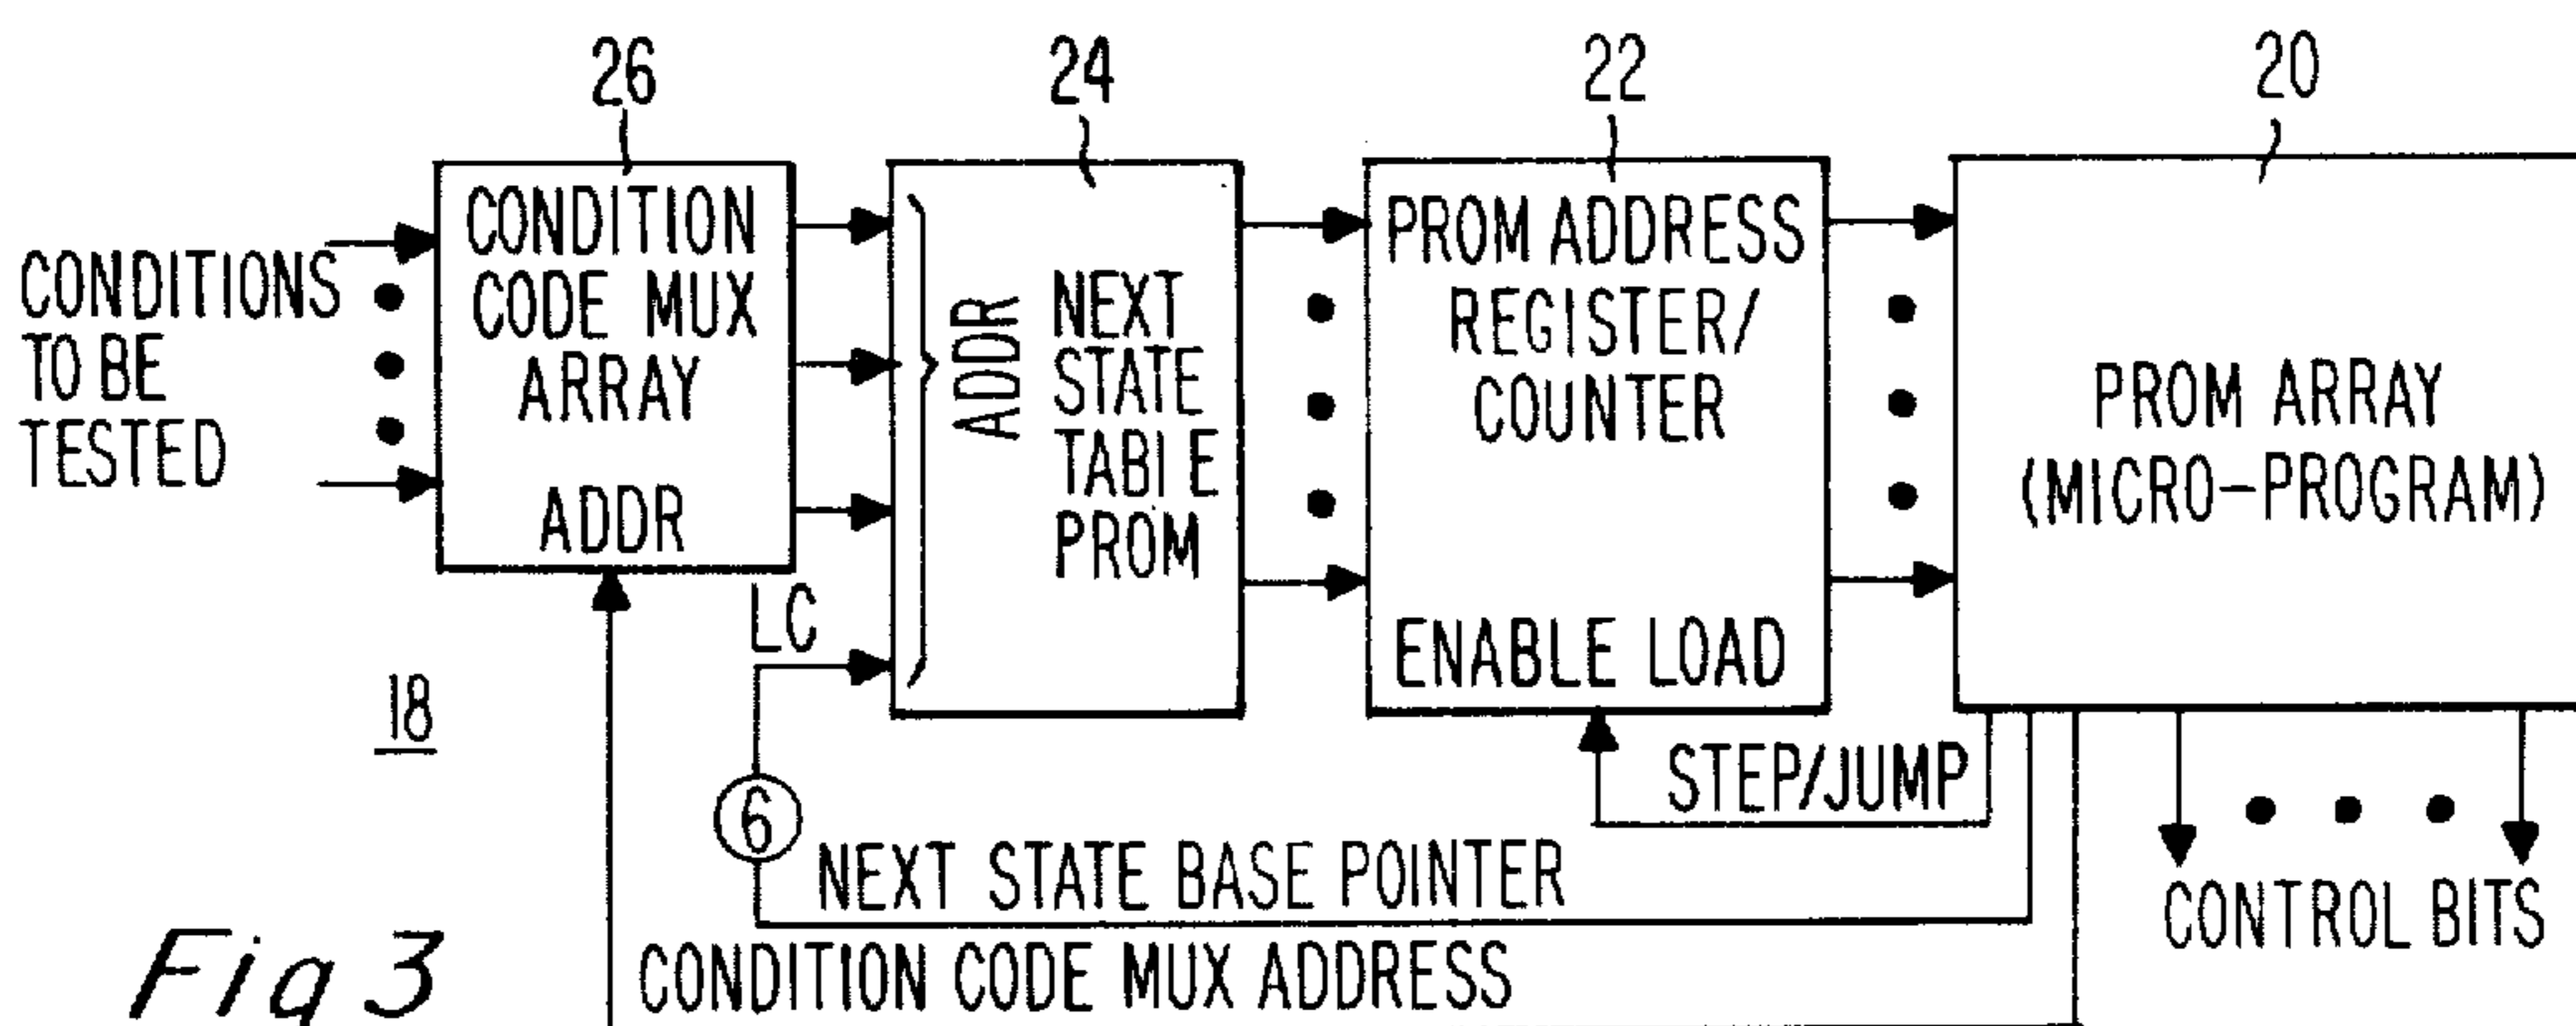 26
24
22
20
CONDITIONS
TO BE
TESTED
CONDITION
CODE MUX
ARRAY
ADDR
ADDR
NEXT
STATE
TABLE
PROM
PROM ADDRESS
REGISTER/
COUNTER
ENABLE LOAD
PROM ARRAY
(MICRO-PROGRAM)
LC
18
6
STEP/JUMP
NEXT STATE BASE POINTER
CONTROL BITS
CONDITION CODE MUX ADDRESS
Fig 3